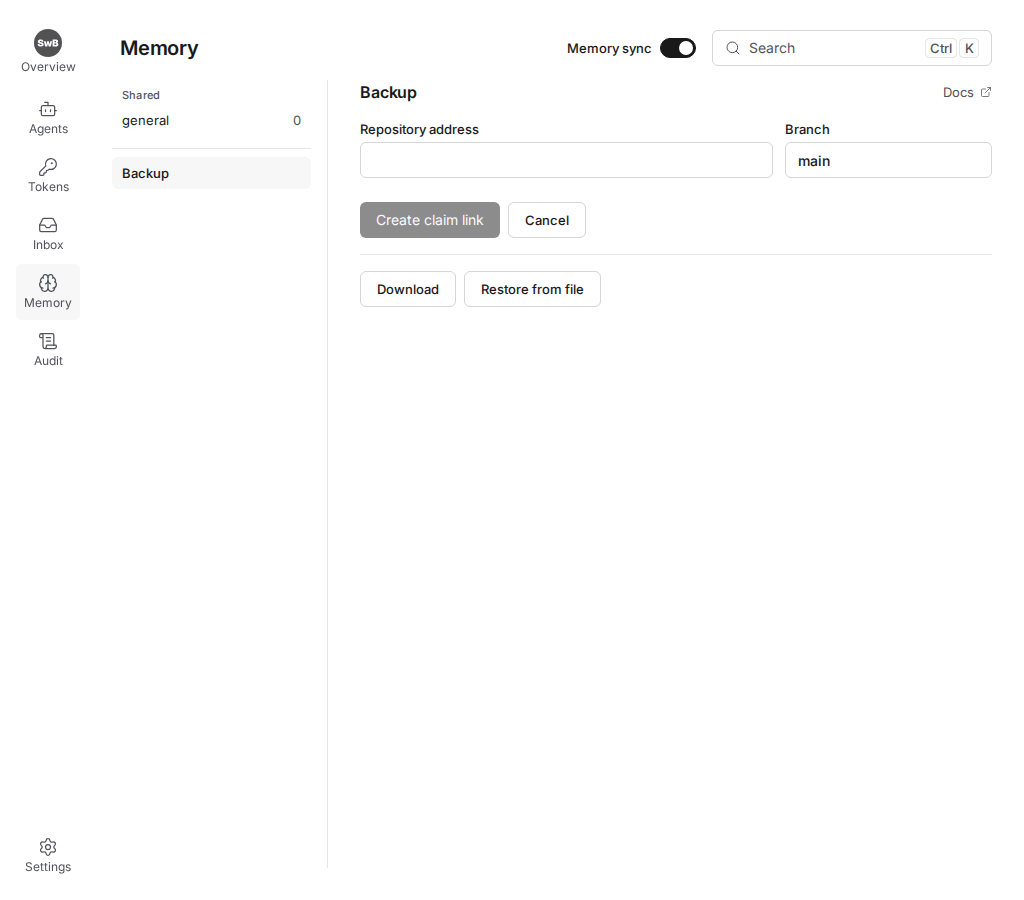 SwB
Overview
Agents
Tokens
Inbox
Memory
Audit
Settings
Memory
Memory sync
Search
Ctrl K
Shared
general 0
Backup
Backup
Docs
Repository address
Branch
main
Create claim link
Cancel
Download
Restore from file